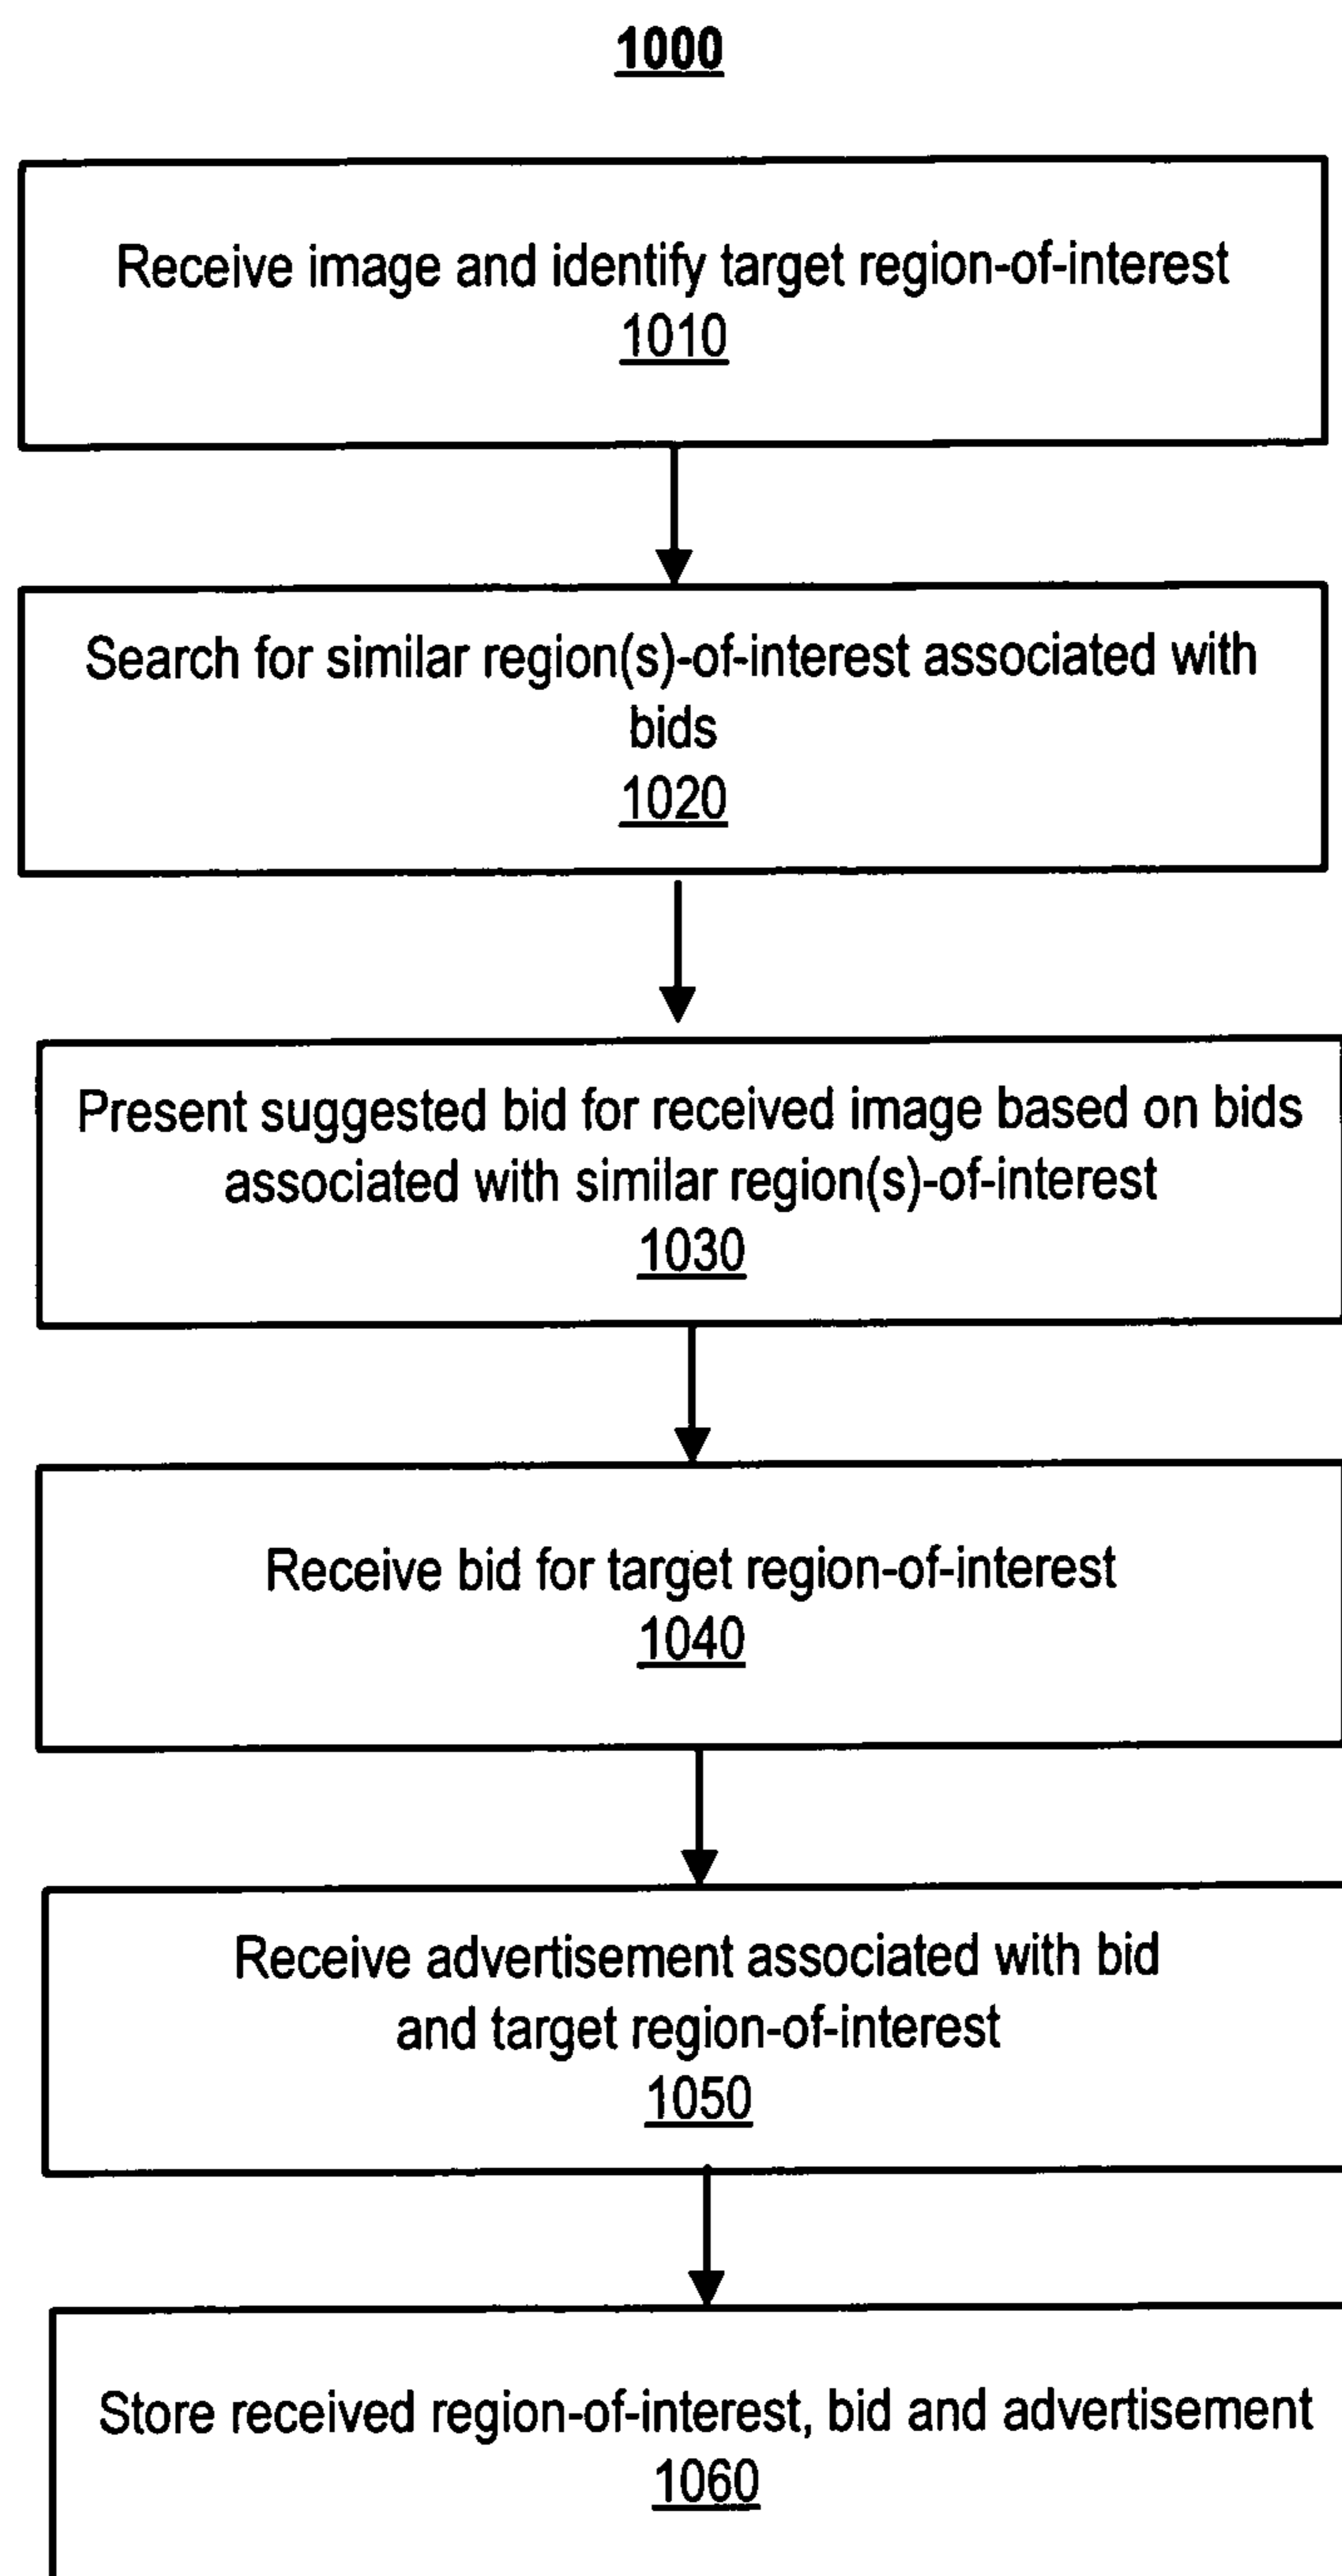 1000
Receive image and identify target region-of-interest
1010
Search for similar region(s)-of-interest associated with
bids
1020
Present suggested bid for received image based on bids
associated with similar region(s)-of-interest
1030
Receive bid for target region-of-interest
1040
Receive advertisement associated with bid
and target region-of-interest
1050
Store received region-of-interest, bid and advertisement
1060